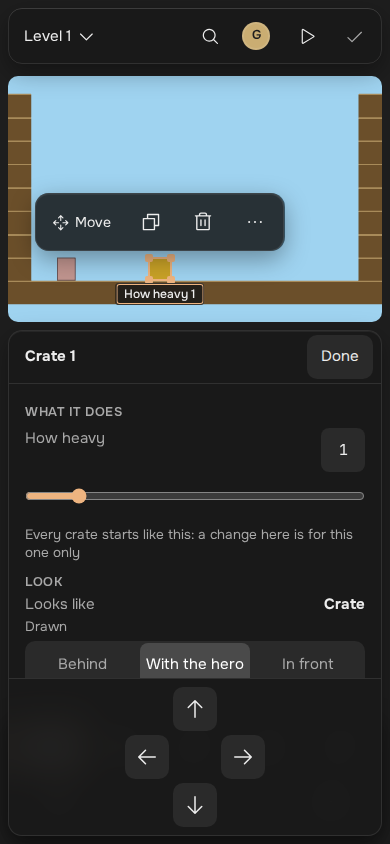 Level 1
G
Move
How heavy 1
Crate 1
Done
WHAT IT DOES
How heavy
1
Every crate starts like this: a change here is for this
one only
LOOK
Looks like
Crate
Drawn
Behind
With the hero
In front